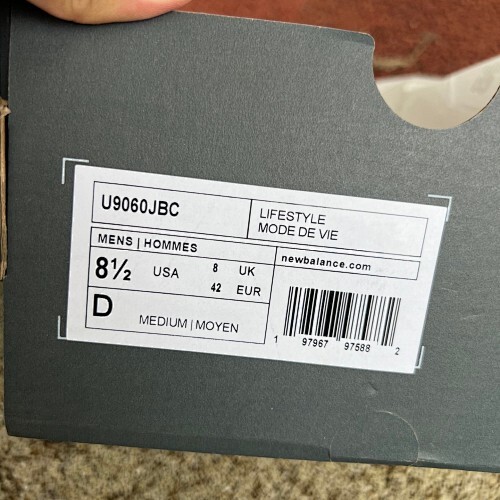 U9060JBC
LIFESTYLE
MODE DE VIE
MENS | HOMMES
8½ USA 8 UK
42 EUR
D MEDIUM | MOYEN
newbalance.com
1 97967 97588 2